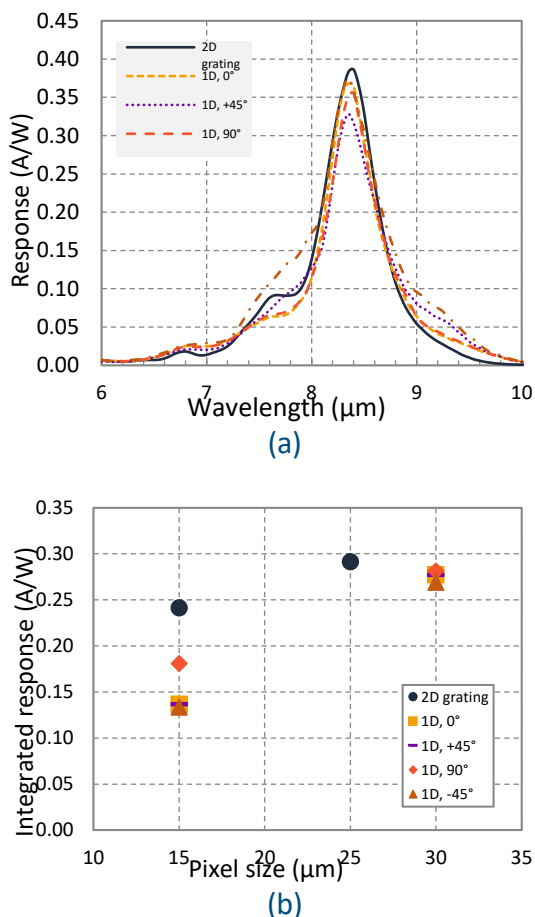 (a)
0.45
0.40
0.35
0.30
0.25
0.20
0.15
0.10
0.05
0.00
Response (A/W)
2D
grating
1D, 0°
1D, +45°
1D, 90°
6 7 8 9 10
Wavelength (µm)
(a)
0.35
0.30
0.25
0.20
0.15
0.10
0.05
0.00
Integrated response (A/W)
2D grating
1D, 0°
1D, +45°
1D, 90°
1D, -45°
10 15 20 25 30 35
Pixel size (µm)
(b)